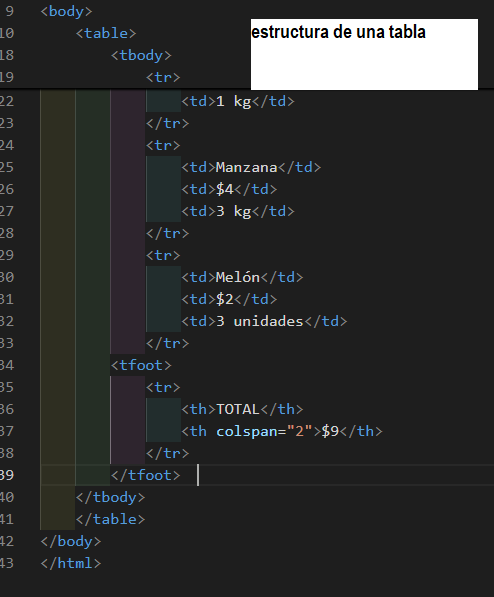 9 <body>
10 <table> estructura de una tabla
18 <tbody>
19 <tr>
22 <td>1 kg</td>
23 </tr>
24 <tr>
25 <td>Manzana</td>
26 <td>$4</td>
27 <td>3 kg</td>
28 </tr>
29 <tr>
30 <td>Melón</td>
31 <td>$2</td>
32 <td>3 unidades</td>
33 </tr>
34 <tfoot>
35 <tr>
36 <th>TOTAL</th>
37 <th colspan="2">$9</th>
38 </tr>
39 </tfoot>
40 </tbody>
41 </table>
42 </body>
43 </html>